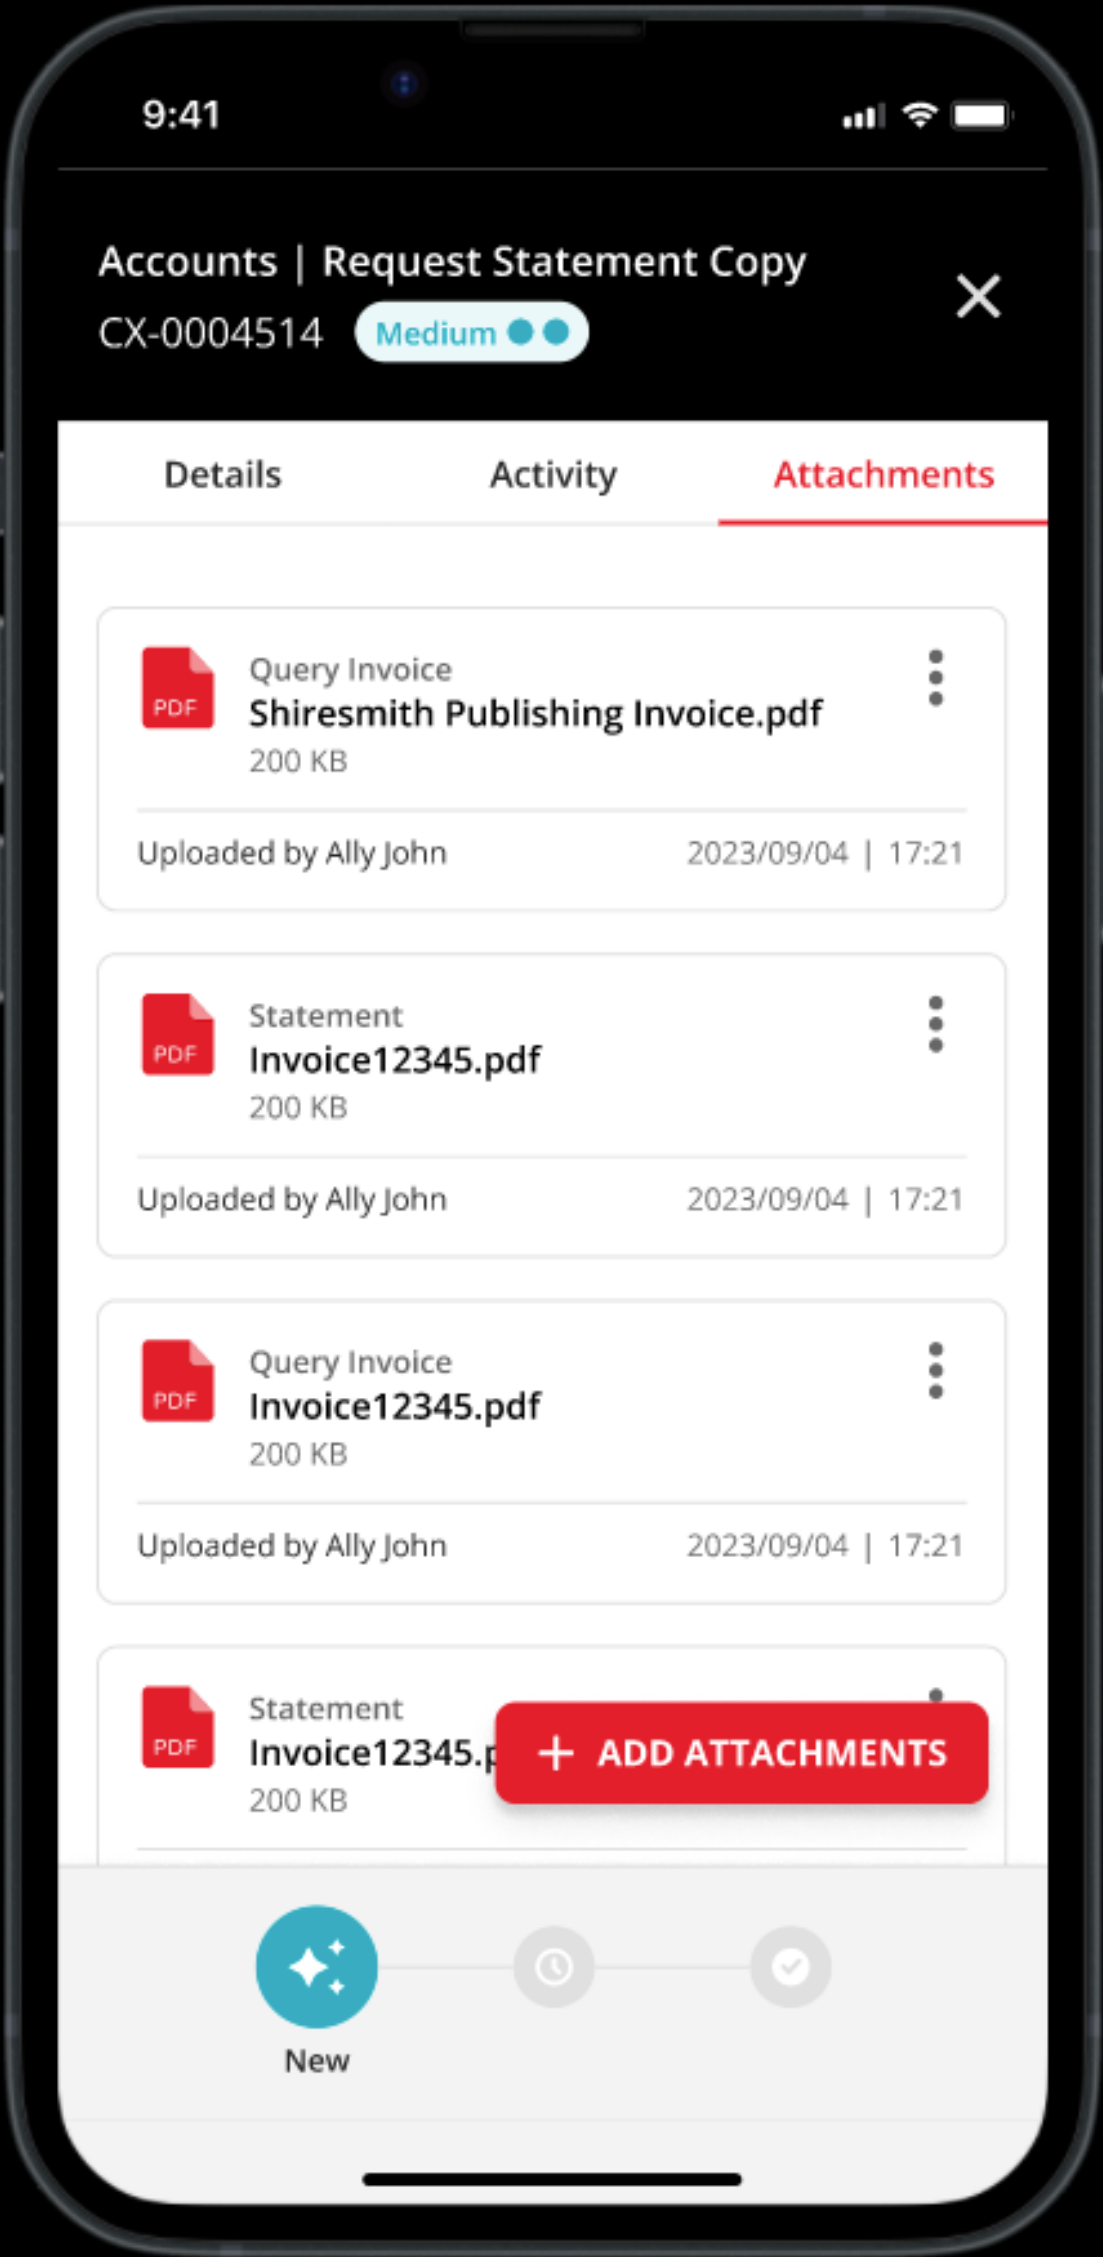 9:41
Accounts | Request Statement Copy
CX-0004514 Medium
Details Activity Attachments
PDF
Query Invoice
Shiresmith Publishing Invoice.pdf
200 KB
Uploaded by Ally John 2023/09/04 | 17:21
PDF
Statement
Invoice12345.pdf
200 KB
Uploaded by Ally John 2023/09/04 | 17:21
PDF
Query Invoice
Invoice12345.pdf
200 KB
Uploaded by Ally John 2023/09/04 | 17:21
PDF
Statement
Invoice12345.p
+ ADD ATTACHMENTS
200 KB
New